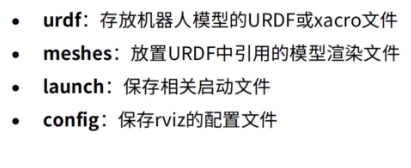 • urdf：存放机器人模型的URDF或xacro文件
• meshes：放置URDF中引用的模型渲染文件
• launch：保存相关启动文件
• config：保存rviz的配置文件